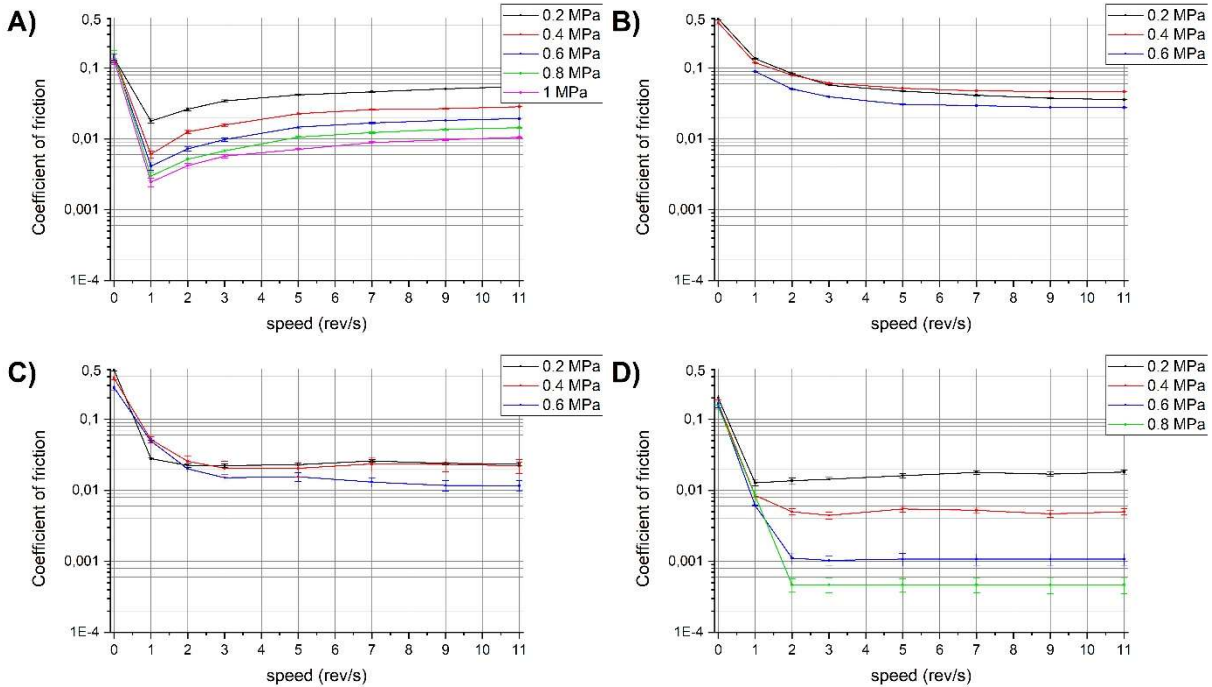 A)
0,5
0.2 MPa
0.4 MPa
0.6 MPa
0.8 MPa
1 MPa
0,1
0,01
0,001
1E-4
Coefficient of friction
0 1 2 3 4 5 6 7 8 9 10 11
speed (rev/s)
B)
0,5
0.2 MPa
0.4 MPa
0.6 MPa
0,1
0,01
0,001
1E-4
Coefficient of friction
0 1 2 3 4 5 6 7 8 9 10 11
speed (rev/s)
C)
0,5
0.2 MPa
0.4 MPa
0.6 MPa
0,1
0,01
0,001
1E-4
Coefficient of friction
0 1 2 3 4 5 6 7 8 9 10 11
speed (rev/s)
D)
0,5
0.2 MPa
0.4 MPa
0.6 MPa
0.8 MPa
0,1
0,01
0,001
1E-4
Coefficient of friction
0 1 2 3 4 5 6 7 8 9 10 11
speed (rev/s)